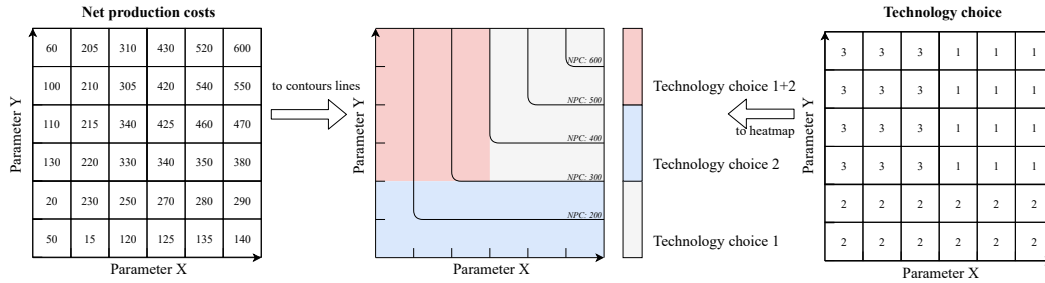 Net production costs
60 205 310 430 520 600
100 210 305 420 540 550
110 215 340 425 460 470
130 220 330 340 350 380
20 230 250 270 280 290
50 15 120 125 135 140
Parameter Y
Parameter X
to contours lines
NPC: 600
NPC: 500
NPC: 400
NPC: 300
NPC: 200
Parameter Y
Parameter X
Technology choice 1+2
Technology choice 2
Technology choice 1
to heatmap
Technology choice
3 3 3 1 1 1
3 3 3 1 1 1
3 3 3 1 1 1
3 3 3 1 1 1
2 2 2 2 2 2
2 2 2 2 2 2
Parameter Y
Parameter X